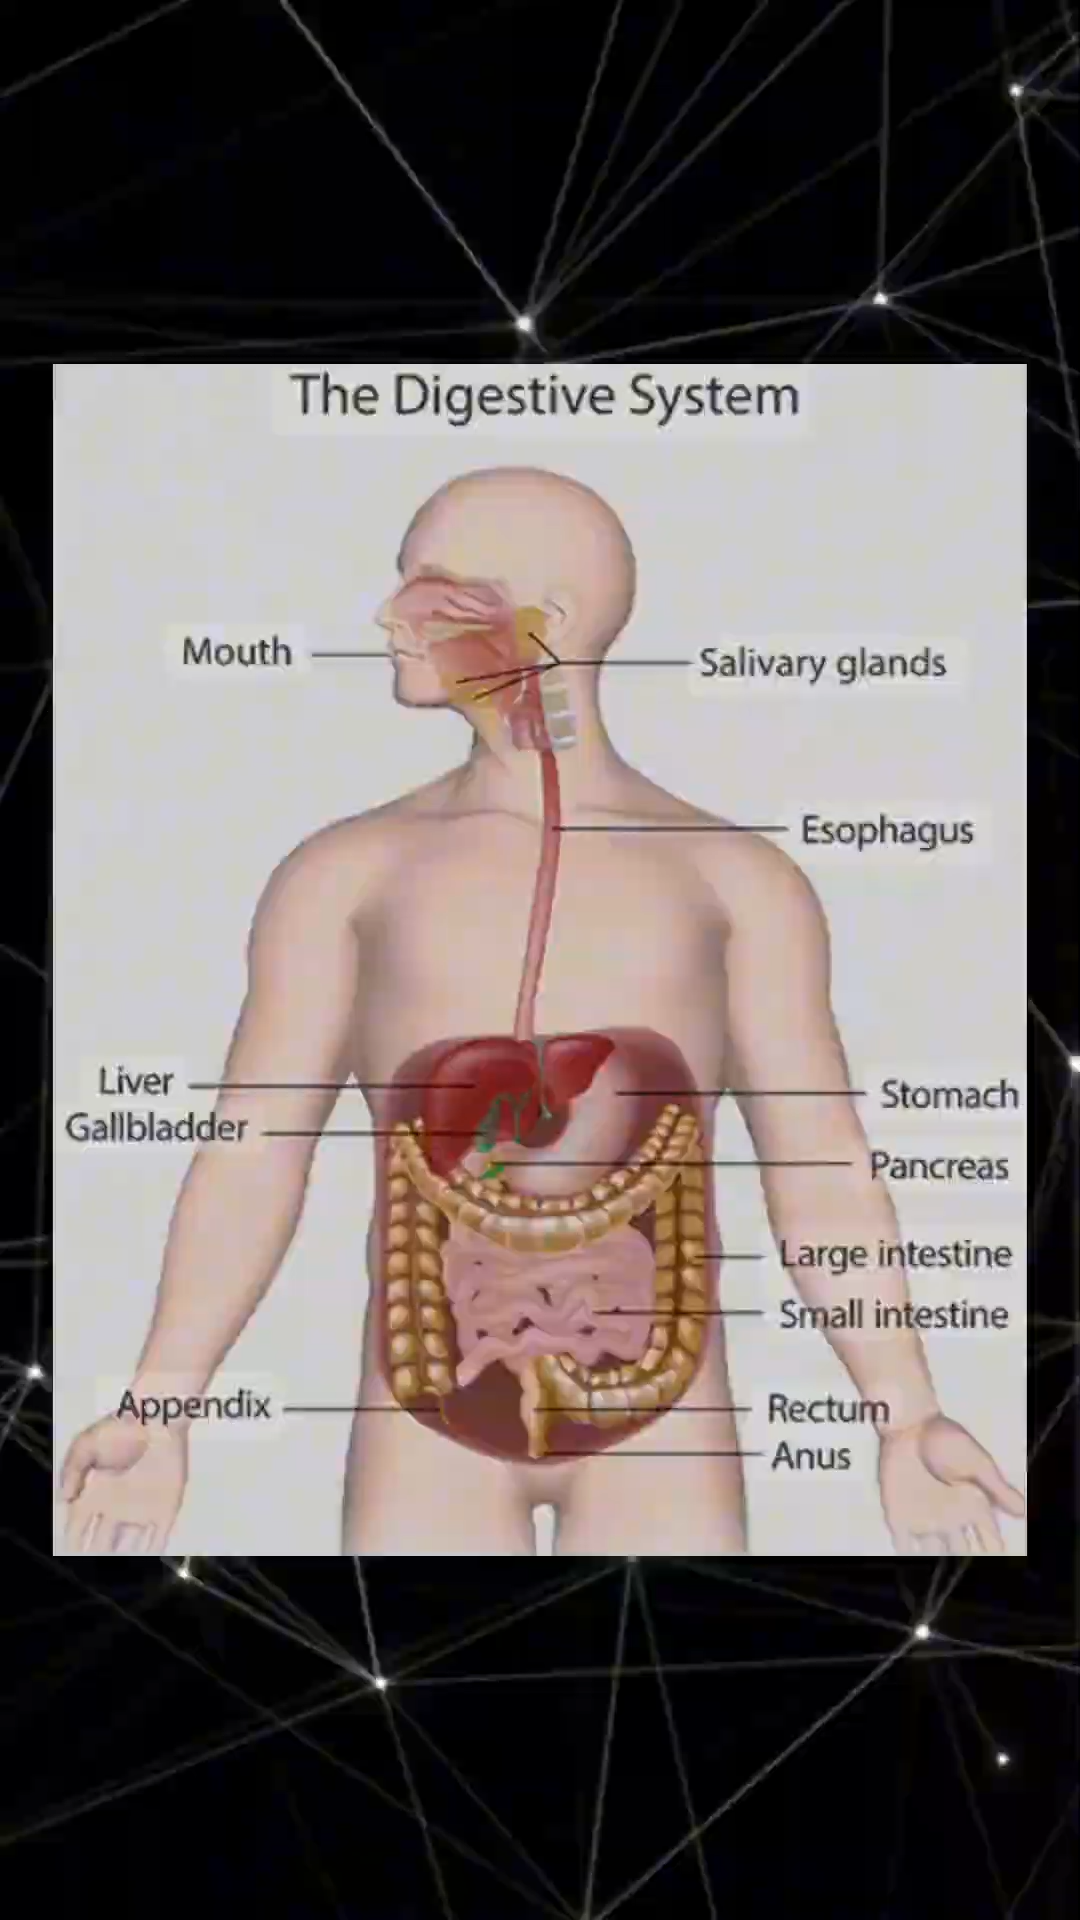 The Digestive System
Mouth
Salivary glands
Esophagus
Liver
Stomach
Gallbladder
Pancreas
Large intestine
Small intestine
Appendix
Rectum
Anus